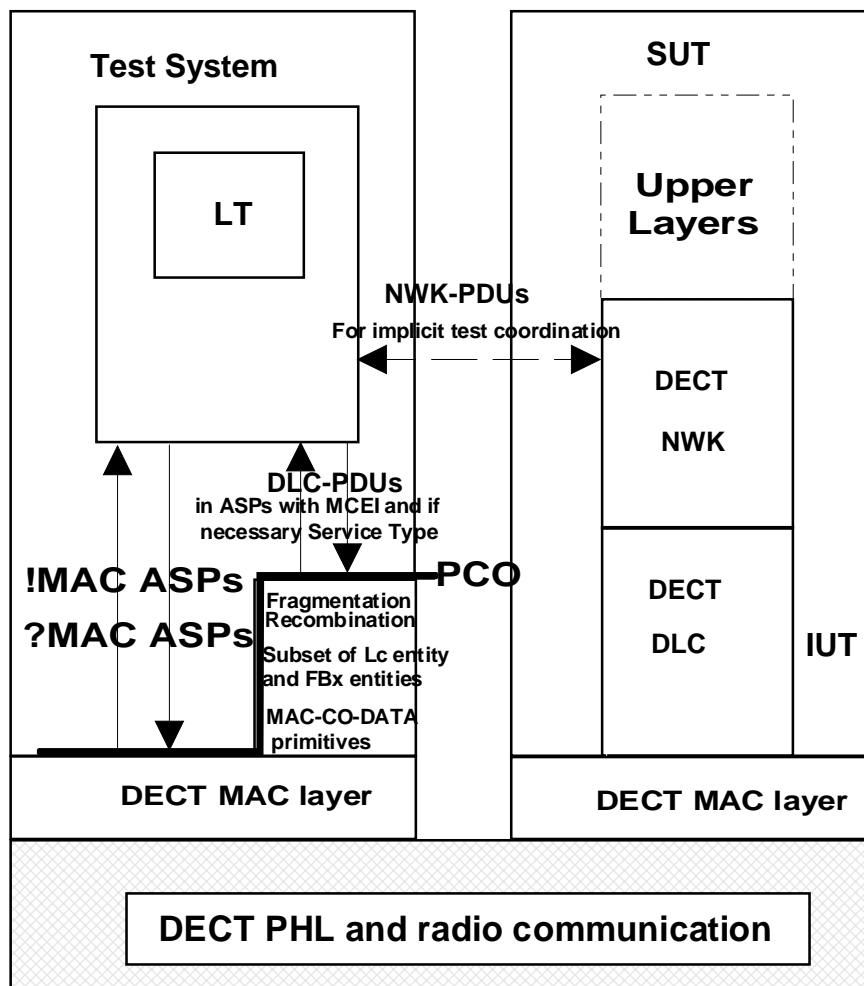 Test System
LT
SUT
Upper
Layers
NWK-PDUs
For implicit test coordination
DECT
NWK
DLC-PDUs
in ASPs with MCEI and if
necessary Service Type
!MAC ASPs
?MAC ASPs
PCO
Fragmentation
Recombination
Subset of Lc entity
and FBx entities
MAC-CO-DATA
primitives
DECT
DLC
IUT
DECT MAC layer
DECT MAC layer
DECT PHL and radio communication